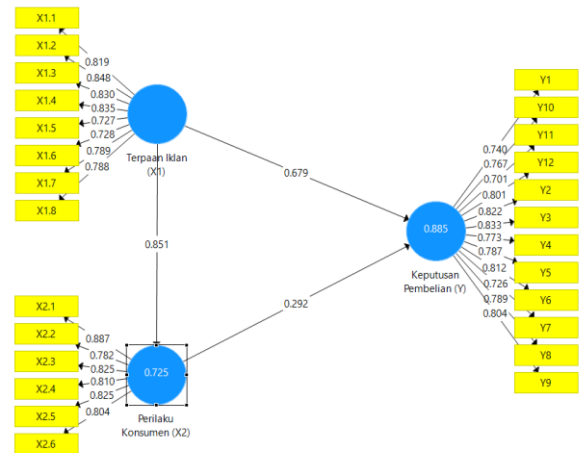 X1.1
X1.2
X1.3
X1.4
X1.5
X1.6
X1.7
X1.8
0.819
0.848
0.830
0.835
0.727
0.728
0.789
0.788
Terpaan Iklan
(X1)
0.679
0.851
0.292
X2.1
X2.2
X2.3
X2.4
X2.5
X2.6
0.887
0.782
0.825
0.810
0.825
0.804
0.725
Perilaku
Konsumen (X2)
0.885
Keputusan
Pembelian (Y)
0.740
0.767
0.701
0.801
0.822
0.833
0.773
0.787
0.812
0.726
0.789
0.804
Y1
Y10
Y11
Y12
Y2
Y3
Y4
Y5
Y6
Y7
Y8
Y9